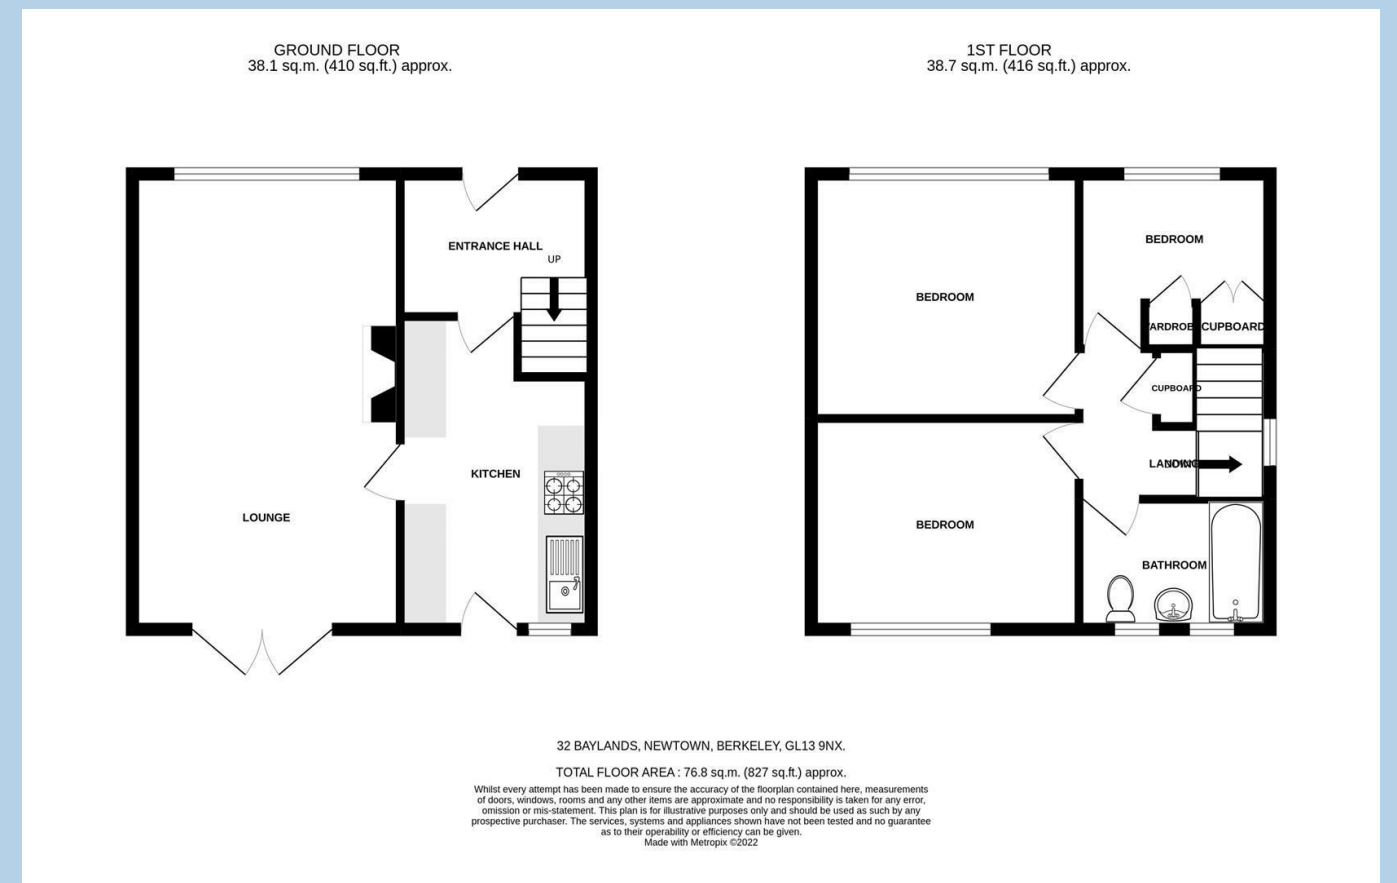 GROUND FLOOR
38.1 sq.m. (410 sq.ft.) approx.
ENTRANCE HALL
UP
KITCHEN
LOUNGE
1ST FLOOR
38.7 sq.m. (416 sq.ft.) approx.
BEDROOM
BEDROOM
ARDROB
CUPBOARD
CUPBOARD
LANDING
BEDROOM
BATHROOM
32 BAYLANDS, NEWTOWN, BERKELEY, GL13 9NX.
TOTAL FLOOR AREA : 76.8 sq.m. (827 sq.ft.) approx.
Whilst every attempt has been made to ensure the accuracy of the floorplan contained here, measurements
of doors, windows, rooms and any other items are approximate and no responsibility is taken for any error,
omission or mis-statement. This plan is for illustrative purposes only and should be used as such by any
prospective purchaser. The services, systems and appliances shown have not been tested and no guarantee
as to their operability or efficiency can be given.
Made with Metropix ©2022